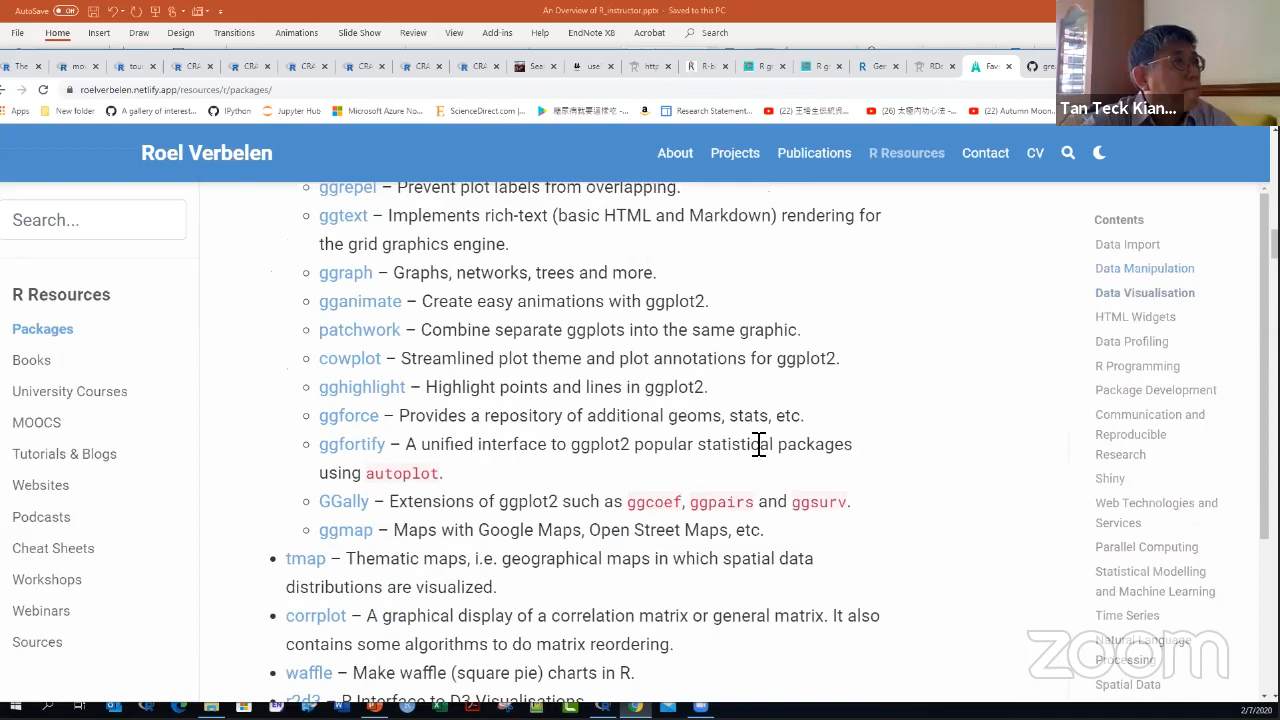 AutoSave Off
An Overview of R_instructor.pptx - Saved to this PC
File Home Insert Draw Design Transitions Animations Slide Show Review View Add-ins Help EndNote X8 Acrobat Search
roelverbelen.netlify.app/resources/r/packages/
Apps New folder A gallery of interest... IPython Jupyter Hub ScienceDirect.com | Research Statement...
Tan Teck Kian...
Roel Verbelen
About Projects Publications R Resources Contact CV
Search...
R Resources
Packages
Books
University Courses
MOOCS
Tutorials & Blogs
Websites
Podcasts
Cheat Sheets
Workshops
Webinars
Sources
ggrepel – Prevent plot labels from overlapping.
ggtext – Implements rich-text (basic HTML and Markdown) rendering for
the grid graphics engine.
ggraph – Graphs, networks, trees and more.
gganimate – Create easy animations with ggplot2.
patchwork – Combine separate ggplots into the same graphic.
cowplot – Streamlined plot theme and plot annotations for ggplot2.
gghighlight – Highlight points and lines in ggplot2.
ggforce – Provides a repository of additional geoms, stats, etc.
ggfortify – A unified interface to ggplot2 popular statistical packages
using autoplot.
GGally – Extensions of ggplot2 such as ggcoef, ggpairs and ggsurv.
ggmap – Maps with Google Maps, Open Street Maps, etc.
tmap – Thematic maps, i.e. geographical maps in which spatial data
distributions are visualized.
corrplot – A graphical display of a correlation matrix or general matrix. It also
contains some algorithms to do matrix reordering.
waffle – Make waffle (square pie) charts in R.
r2d3 – R Interface to D3 Visualisations
Contents
Data Import
Data Manipulation
Data Visualisation
HTML Widgets
Data Profiling
R Programming
Package Development
Communication and
Reproducible
Research
Shiny
Web Technologies and
Services
Parallel Computing
Statistical Modelling
and Machine Learning
Time Series
Natural Language
Processing
Spatial Data
zoom
2/7/2020